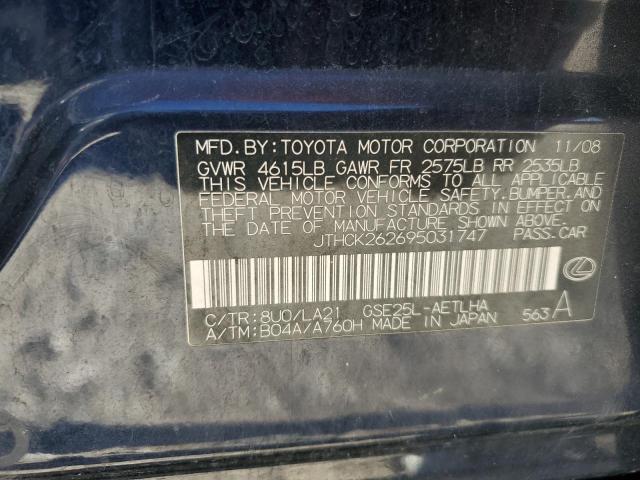 MFD.BY:TOYOTA MOTOR CORPORATION 11/08
GVWR 4615LB GAWR FR 2575LB RR 2535LB
THIS VEHICLE CONFORMS TO ALL APPLICABLE
FEDERAL MOTOR VEHICLE SAFETY,BUMPER,AND
THEFT PREVENTION STANDARDS IN EFFECT ON
THE DATE OF MANUFACTURE SHOWN ABOVE.
JTHCK262695031747 PASS.CAR
C/TR:8U0/LA21 GSE25L-AETLHA
A/TM:B04A/A760H MADE IN JAPAN 563 A